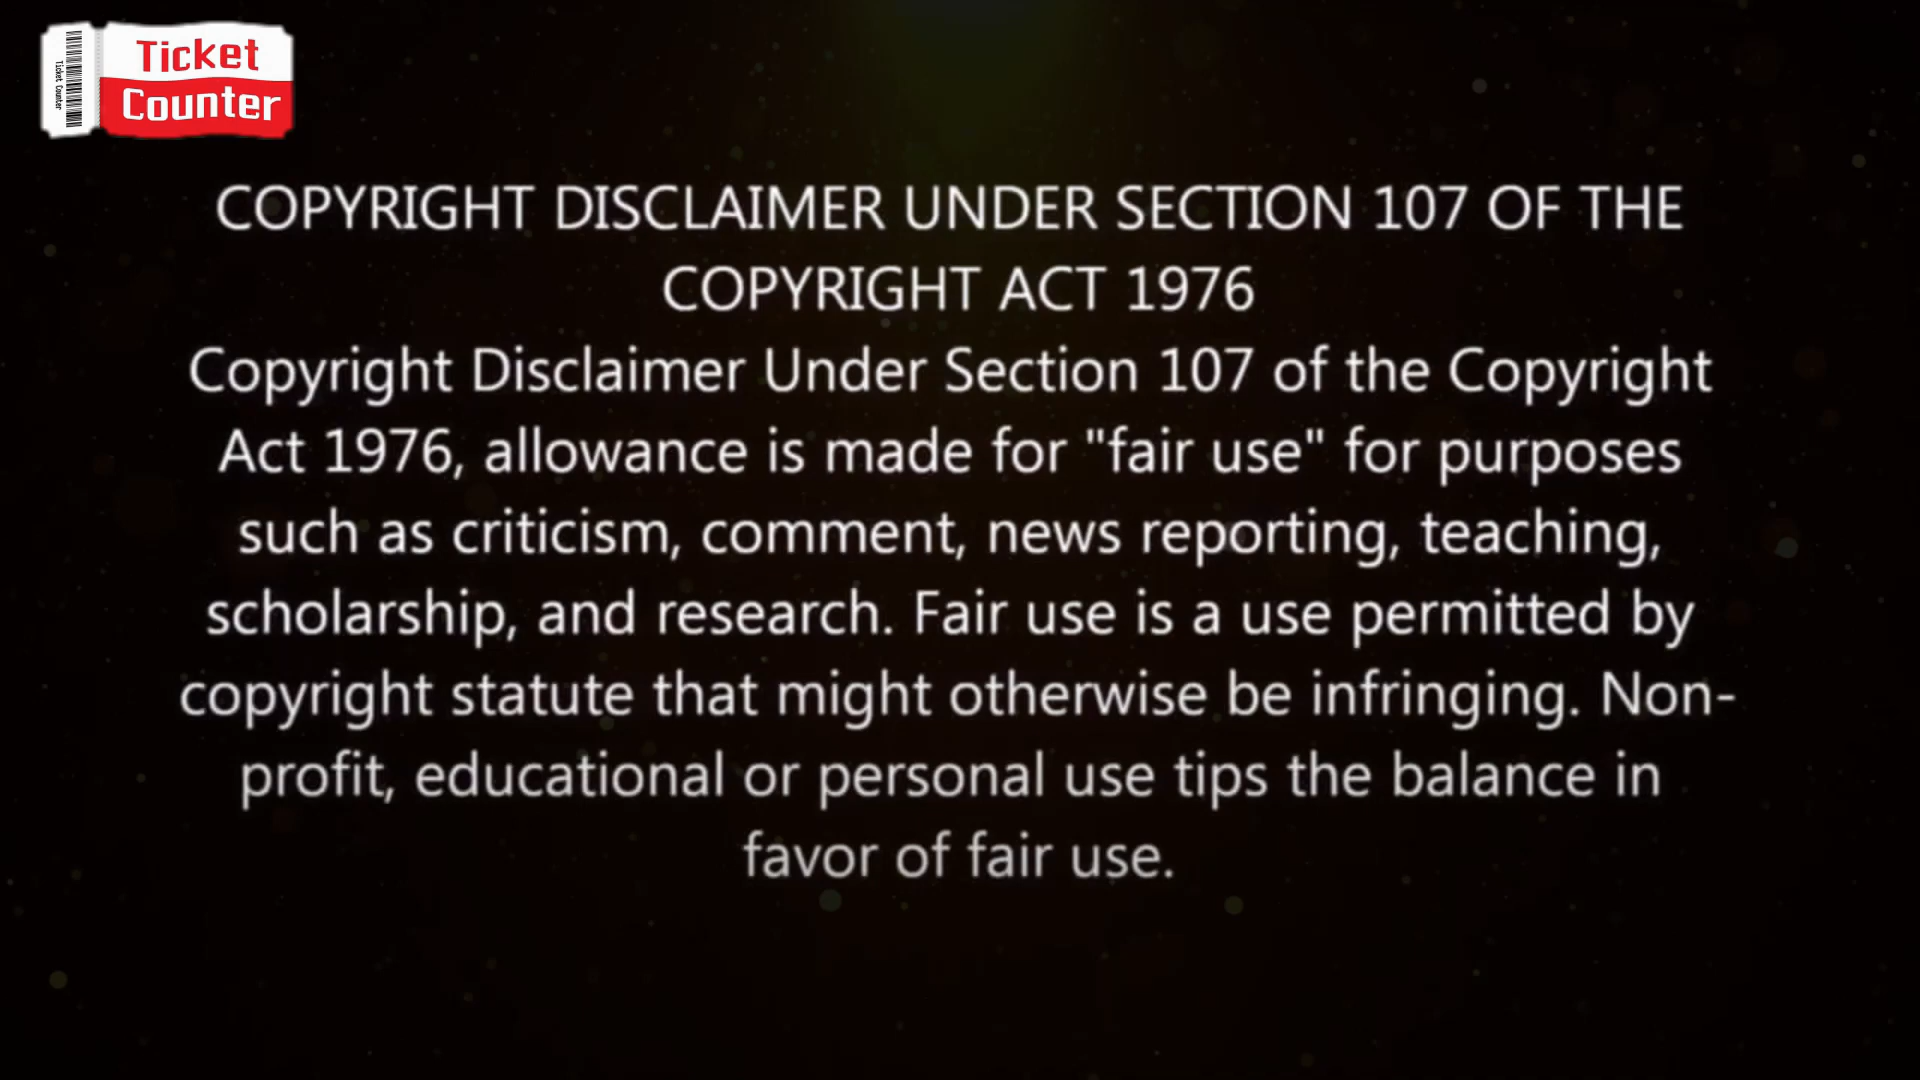 Ticket
Counter
Ticket Counter
COPYRIGHT DISCLAIMER UNDER SECTION 107 OF THE
COPYRIGHT ACT 1976
Copyright Disclaimer Under Section 107 of the Copyright
Act 1976, allowance is made for "fair use" for purposes
such as criticism, comment, news reporting, teaching,
scholarship, and research. Fair use is a use permitted by
copyright statute that might otherwise be infringing. Non-
profit, educational or personal use tips the balance in
favor of fair use.